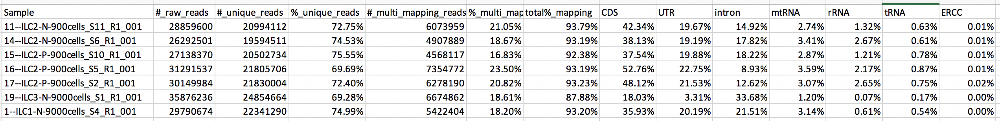 Sample #_raw_reads #_unique_reads %_unique_reads #_multi_mapping_reads %_multi_map total%_mapping CDS UTR intron mtRNA rRNA tRNA ERCC
11--ILC2-N-900cells_S11_R1_001 28859600 20994112 72.75% 6073959 21.05% 93.79% 42.34% 19.67% 14.92% 2.74% 1.32% 0.63% 0.01%
14--ILC2-N-900cells_S6_R1_001 26292501 19594511 74.53% 4907889 18.67% 93.19% 38.13% 19.19% 17.82% 3.41% 2.67% 0.61% 0.01%
15--ILC2-P-900cells_S10_R1_001 27138370 20502734 75.55% 4568117 16.83% 92.38% 37.54% 19.88% 18.22% 2.87% 1.21% 0.78% 0.01%
16--ILC2-P-900cells_S5_R1_001 31291537 21805706 69.69% 7354772 23.50% 93.19% 52.76% 22.75% 8.93% 3.59% 2.17% 0.87% 0.01%
17--ILC2-P-900cells_S2_R1_001 30149984 21830004 72.40% 6278190 20.82% 93.23% 48.12% 21.53% 12.62% 3.07% 2.65% 0.75% 0.02%
19--ILC3-N-9000cells_S1_R1_001 35876236 24854664 69.28% 6674862 18.61% 87.88% 18.03% 3.31% 33.68% 1.20% 0.07% 0.17% 0.00%
1--ILC1-N-9000cells_S4_R1_001 29790674 22341290 74.99% 5422404 18.20% 93.20% 35.93% 20.19% 21.51% 3.14% 0.61% 0.54% 0.00%